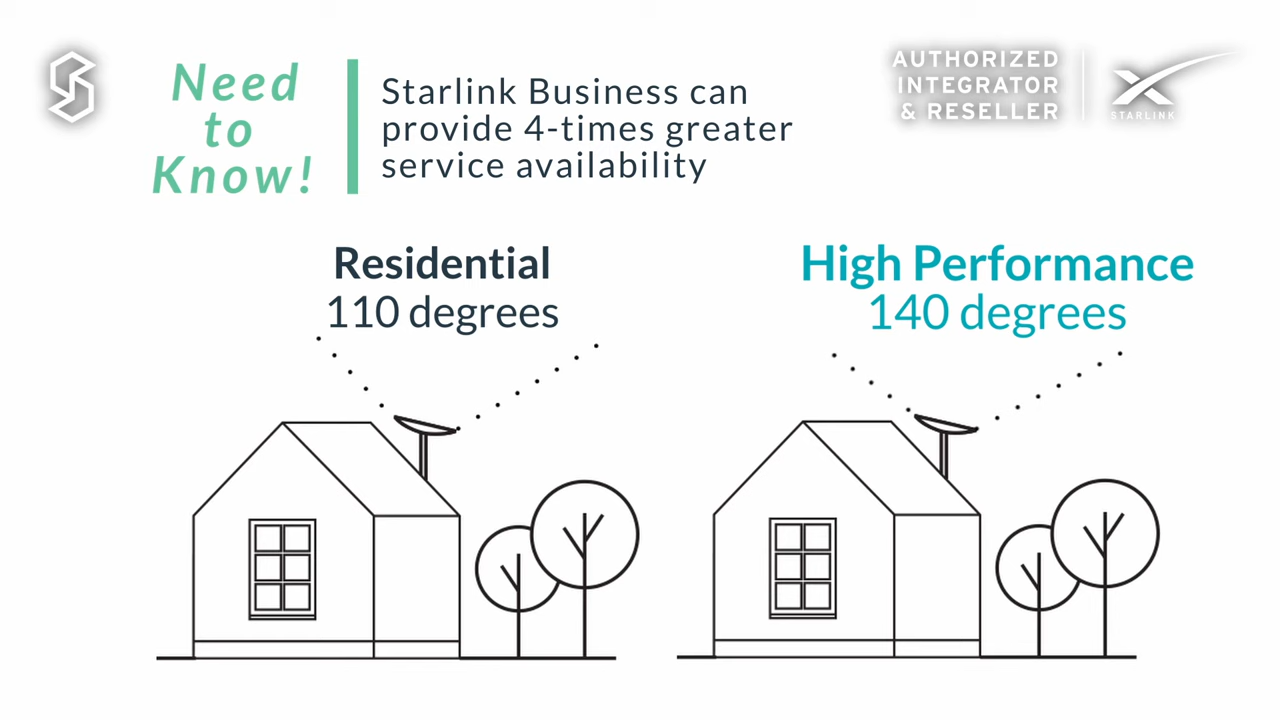 Need
to
Know!
Starlink Business can
provide 4-times greater
service availability
AUTHORIZED
INTEGRATOR
& RESELLER
STARLINK
Residential
110 degrees
High Performance
140 degrees